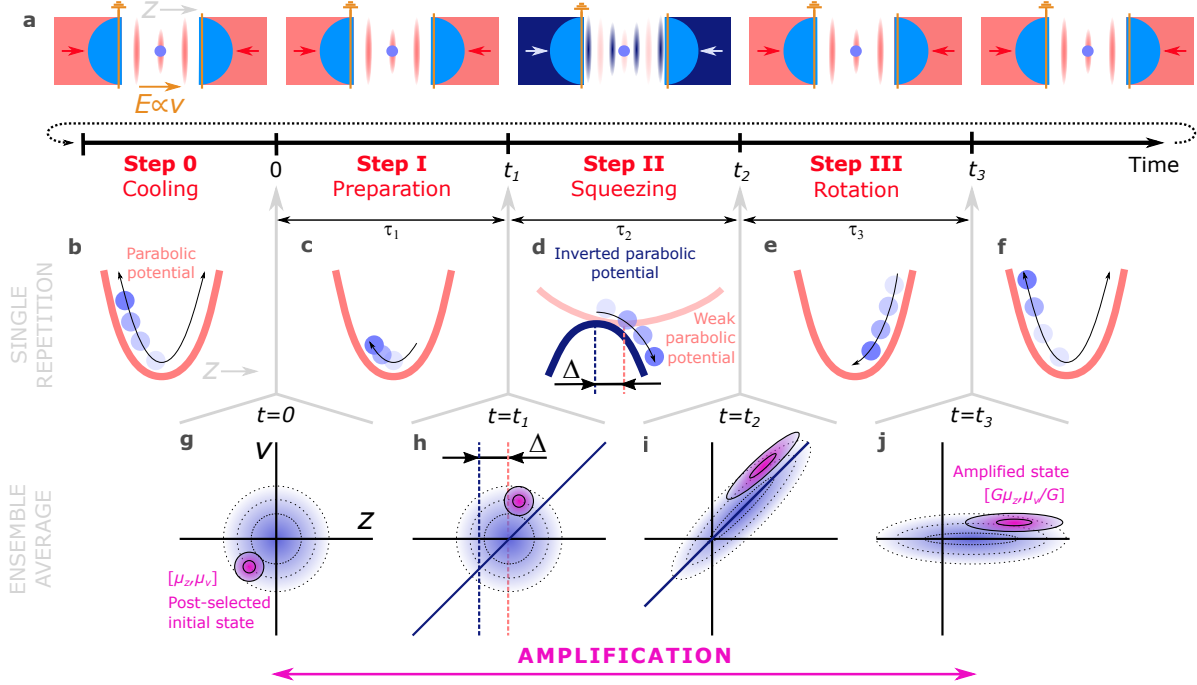 a
Z
E∝v
Step 0
Cooling
0
Step I
Preparation
t1
Step II
Squeezing
t2
Step III
Rotation
t3
Time
τ1
τ2
τ3
SINGLE
REPETITION
b
Parabolic
potential
Z
c
d
Inverted parabolic
potential
Weak
parabolic
potential
Δ
e
f
t=0
t=t1
t=t2
t=t3
ENSEMBLE
AVERAGE
g
V
Z
[μz,μv]
Post-selected
initial state
h
Δ
i
j
Amplified state
[Gμz,μv/G]
AMPLIFICATION